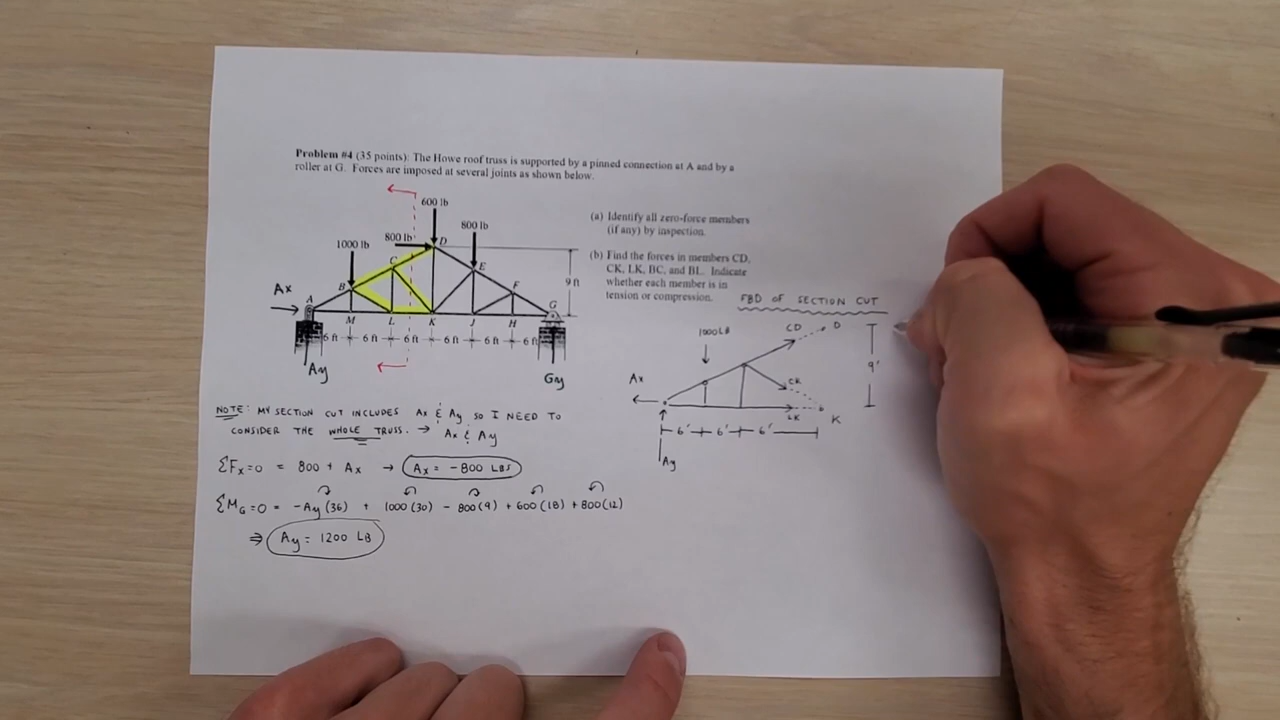 Problem #4 (35 points): The Howe roof truss is supported by a pinned connection at A and by a
roller at G. Forces are imposed at several joints as shown below.
600 lb
800 lb
800 lb
1000 lb
D
C
E
B
F
A
G
M
L
K
J
H
9 ft
6 ft
6 ft
6 ft
6 ft
6 ft
6 ft
Ax
Ay
Gy
(a) Identify all zero-force members
(if any) by inspection.
(b) Find the forces in members CD,
CK, LK, BC, and BL. Indicate
whether each member is in
tension or compression.
FBD OF SECTION CUT
1000 LB
CD
D
Ax
CK
LK
K
9'
6'
6'
6'
Ay
NOTE: MY SECTION CUT INCLUDES Ax & Ay SO I NEED TO
CONSIDER THE WHOLE TRUSS. → Ax & Ay
ΣFx=0 = 800 + Ax → Ax = -800 LBS
ΣMG=0 = -Ay(36) + 1000(30) - 800(9) + 600(18) + 800(12)
⇒ Ay = 1200 LB